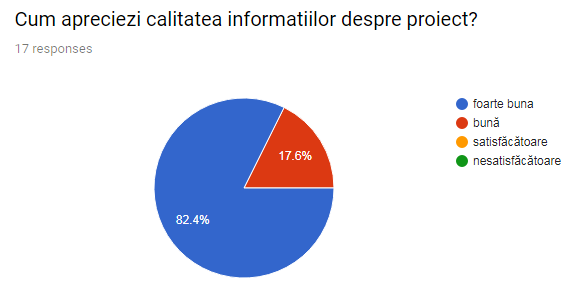 Cum apreciezi calitatea informatiilor despre proiect?
17 responses
foarte buna
bună
satisfăcătoare
nesatisfăcătoare
17.6%
82.4%